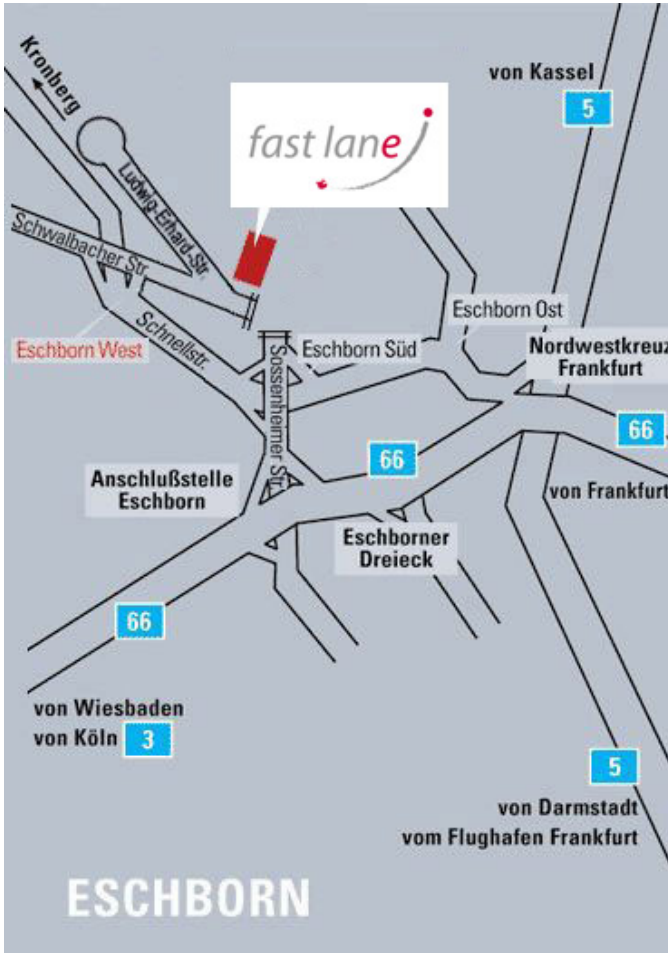 Kronberg
von Kassel
5
fast lane
Ludwig-Erhard-Str.
Schwalbacher Str.
Eschborn West
Schnellstr.
Sossenheimer Str.
Eschborn Süd
Eschborn Ost
Nordwestkreuz
Frankfurt
66
66
von Frankfurt
Anschlußstelle
Eschborn
Eschborner
Dreieck
66
von Wiesbaden
von Köln 3
5
von Darmstadt
vom Flughafen Frankfurt
ESCHBORN